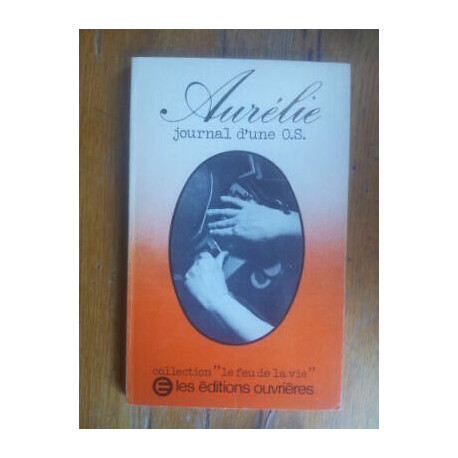 Aurélie
journal d'une O.S.
collection "le feu de la vie"
e les éditions ouvrières